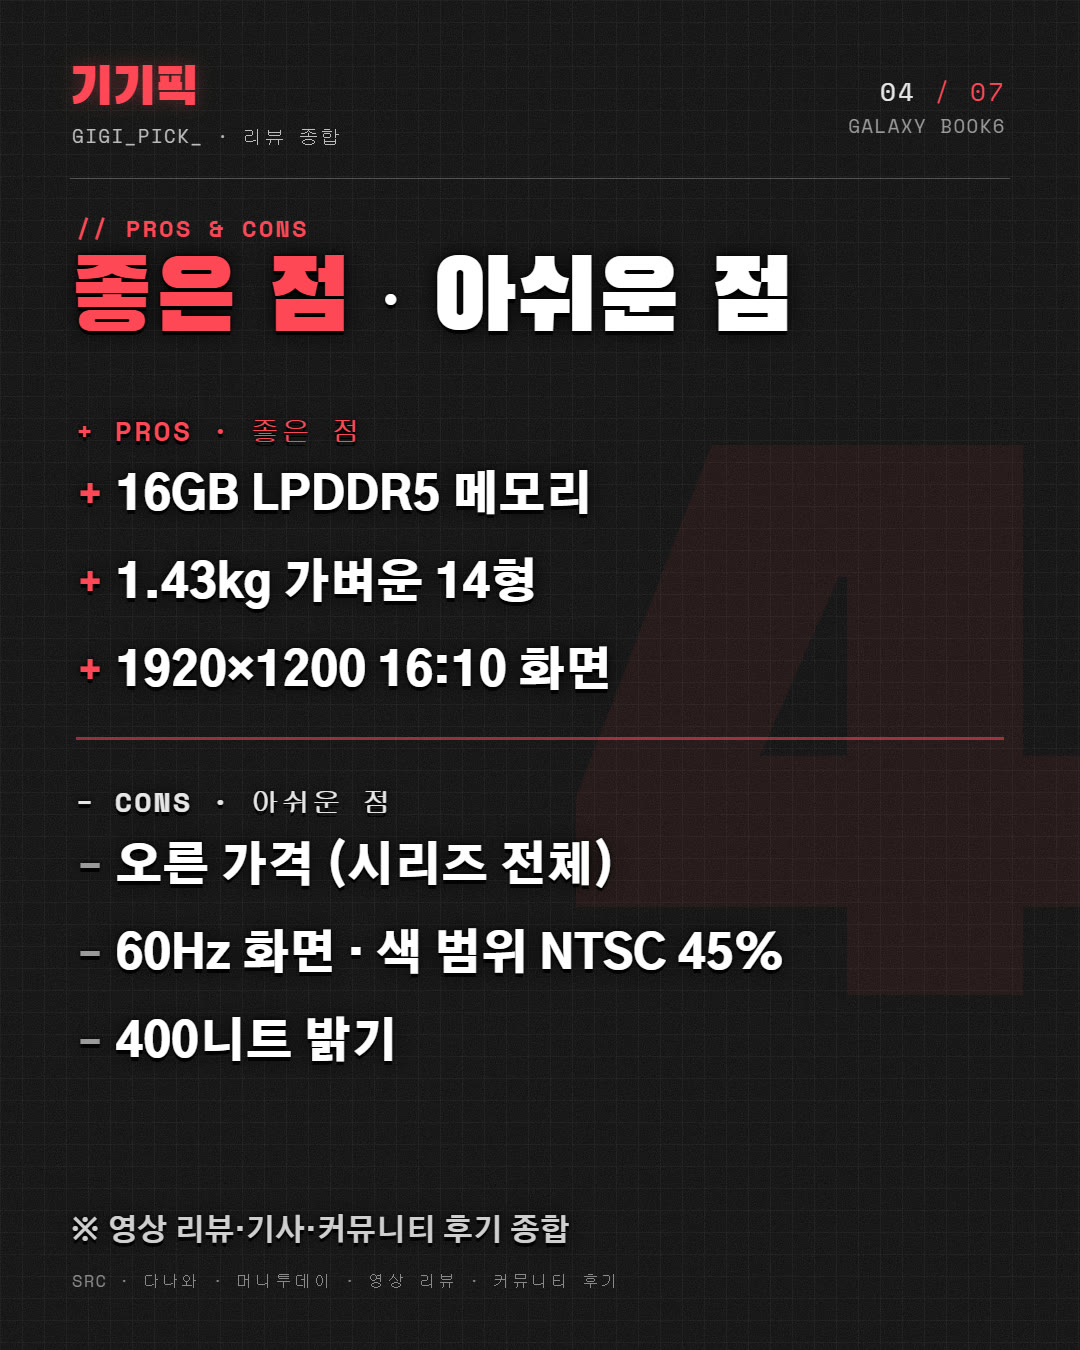 기기픽
GIGI_PICK_ · 리뷰 종합
04 / 07
GALAXY BOOK6
// PROS & CONS
좋은 점 · 아쉬운 점
+ PROS · 좋은 점
+ 16GB LPDDR5 메모리
+ 1.43kg 가벼운 14형
+ 1920×1200 16:10 화면
- CONS · 아쉬운 점
- 오른 가격 (시리즈 전체)
- 60Hz 화면 · 색 범위 NTSC 45%
- 400니트 밝기
4
※ 영상 리뷰·기사·커뮤니티 후기 종합
SRC · 다나와 · 머니투데이 · 영상 리뷰 · 커뮤니티 후기